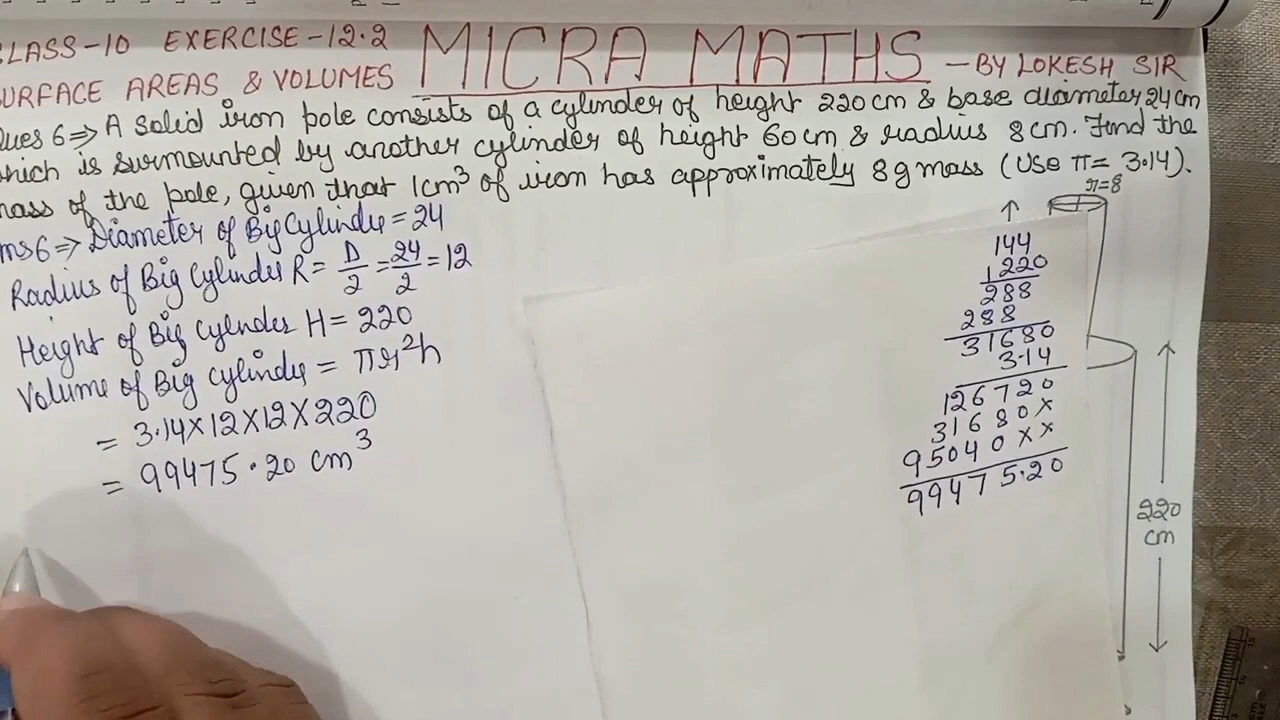 CLASS-10 EXERCISE-12.2 MICRA MATHS
SURFACE AREAS & VOLUMES - BY LOKESH SIR
Ques 6 ⇒ A solid iron pole consists of a cylinder of height 220 cm & base diameter 24 cm
which is surmounted by another cylinder of height 60 cm & radius 8 cm. Find the
mass of the pole, given that 1cm³ of iron has approximately 8 g mass (Use π = 3.14).
Ans 6 ⇒ Diameter of Big Cylinder = 24
Radius of Big Cylinder R = D/2 = 24/2 = 12
Height of Big Cylinder H = 220
Volume of Big Cylinder = πr²h
= 3.14×12×12×220
= 99475.20 cm³
r=8
144
1220
288
288
31680
3.14
126720
31680×
95040××
99475.20
220
cm